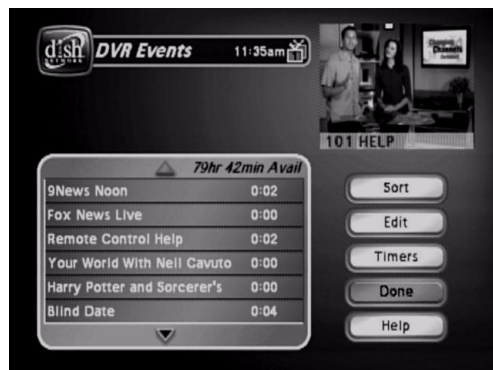 dish
NETWORK
DVR Events
11:35am
Changing
Channels
101 HELP
79hr 42min Avail
9News Noon 0:02
Fox News Live 0:00
Remote Control Help 0:02
Your World With Neil Cavuto 0:00
Harry Potter and Sorcerer's 0:00
Blind Date 0:04
Sort
Edit
Timers
Done
Help